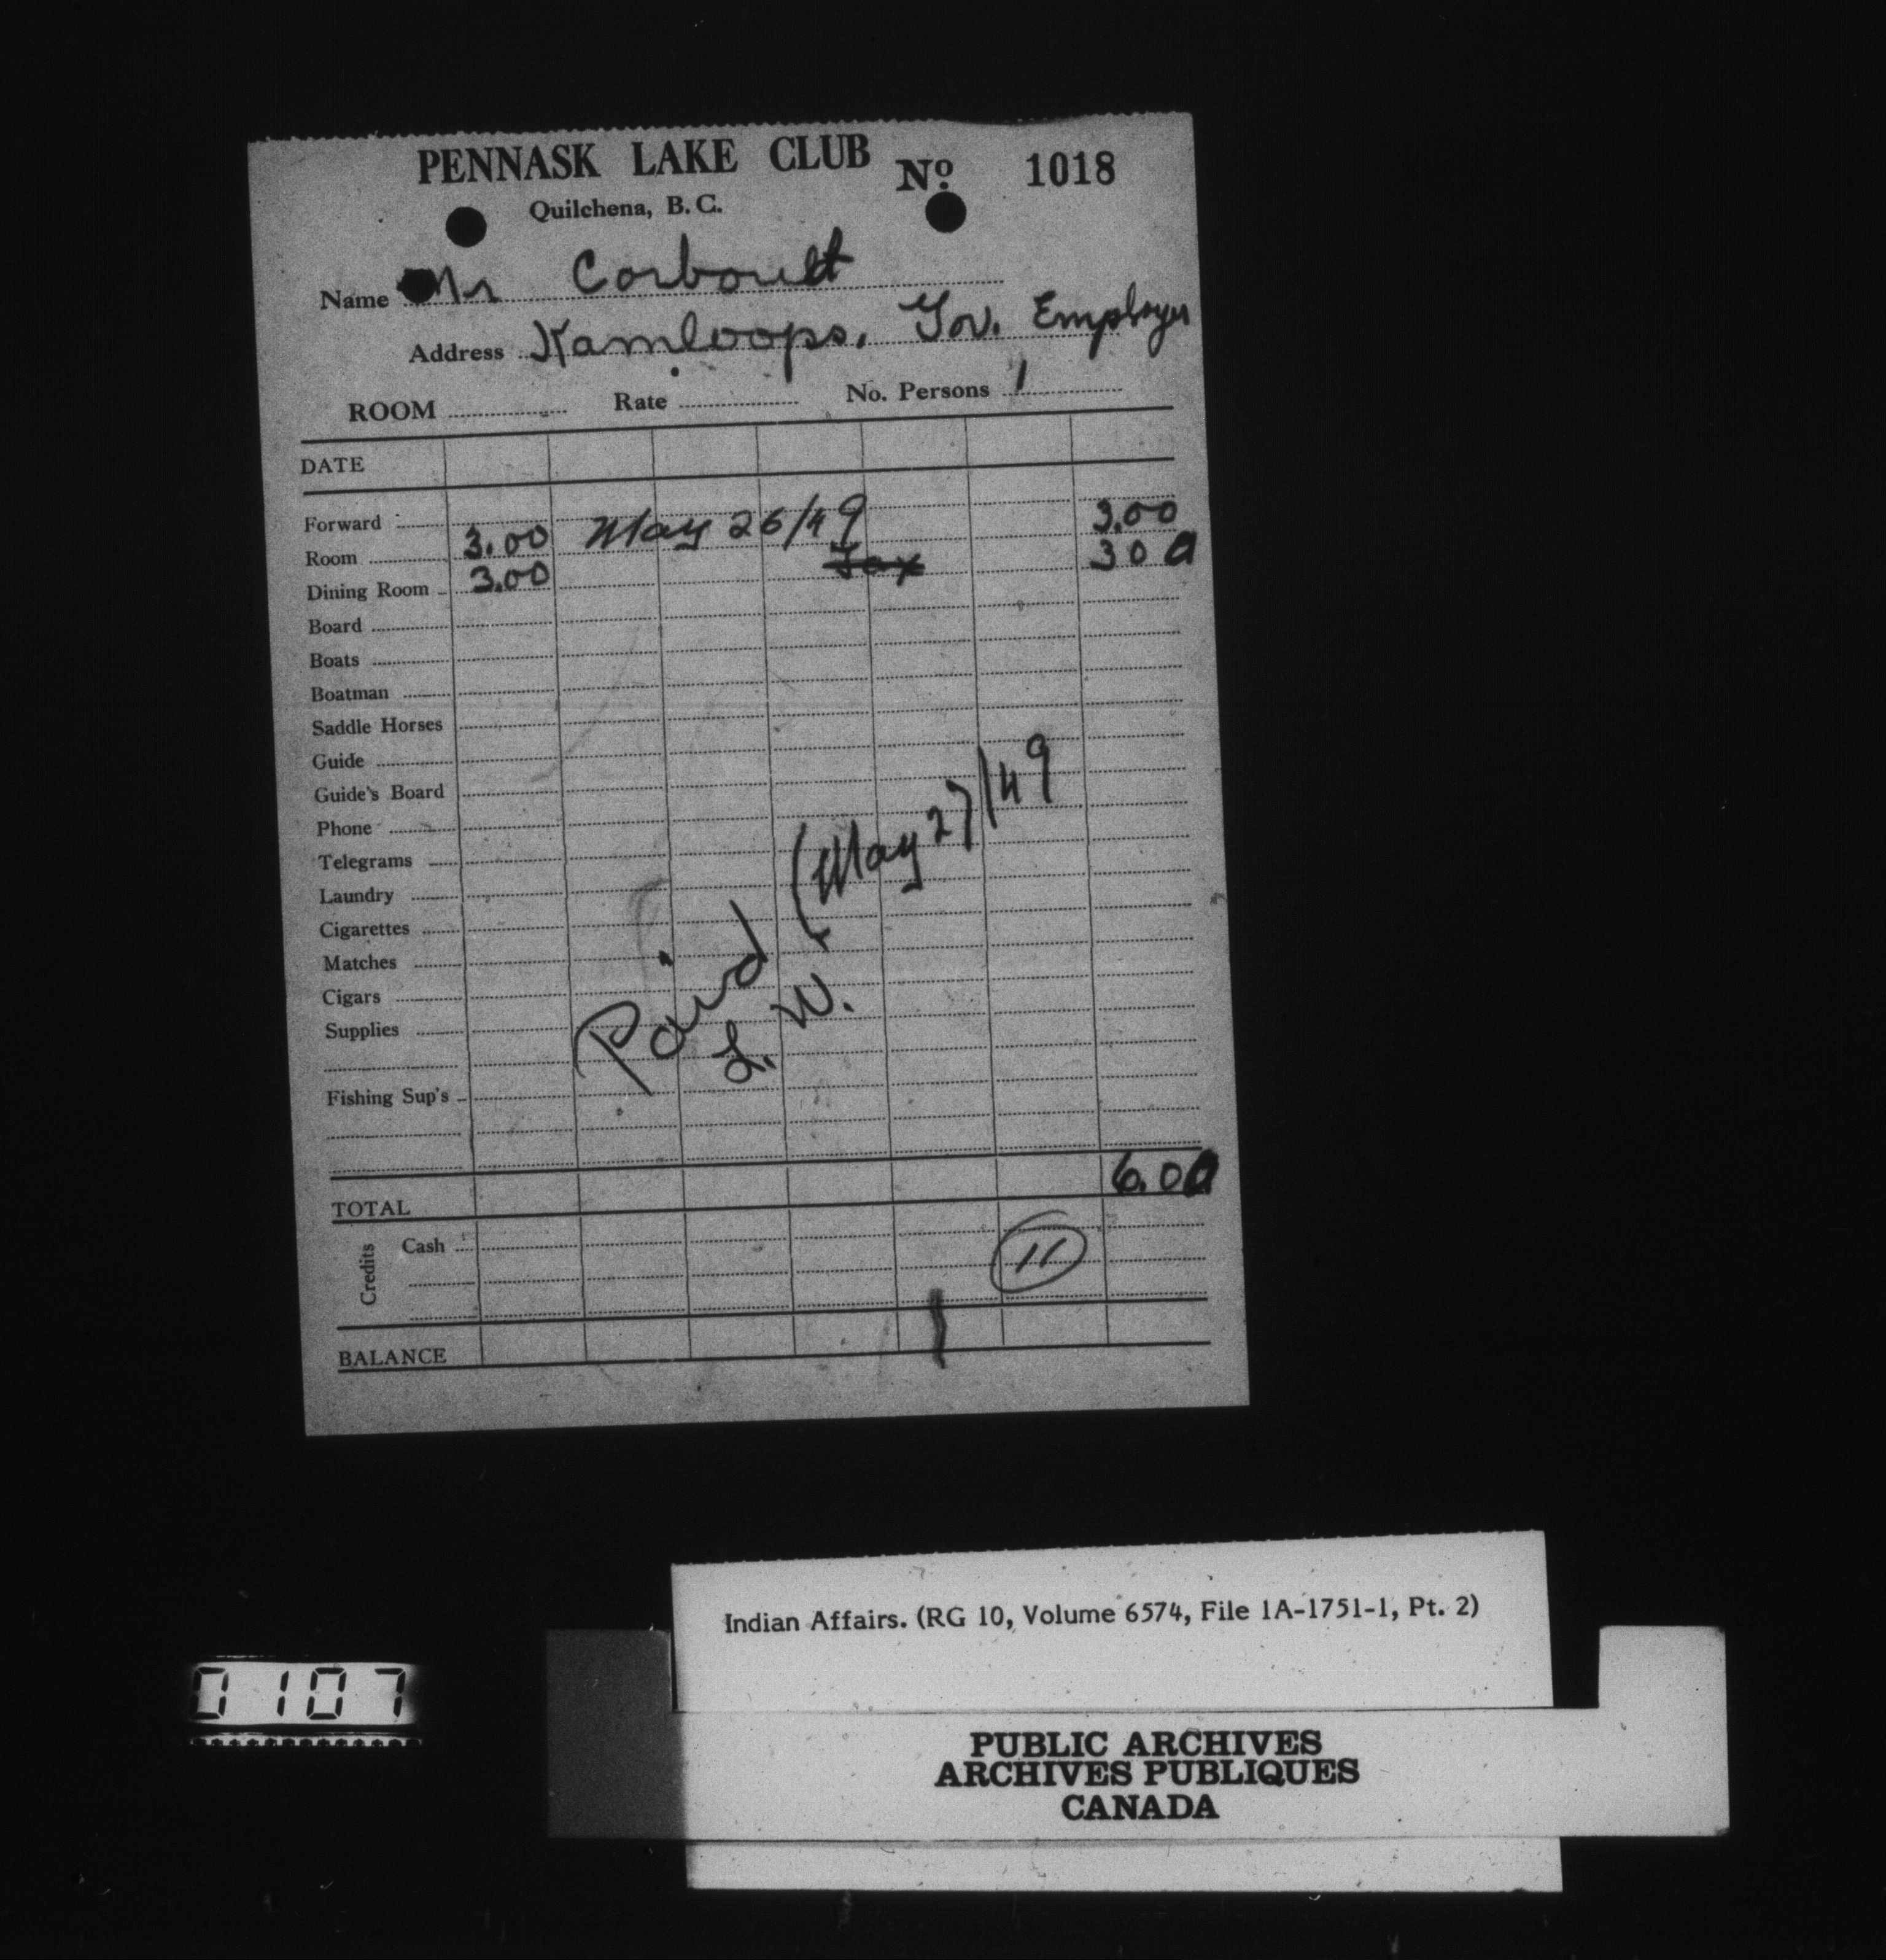 PENNASK LAKE CLUB Nº 1018
Quilchena, B.C.
Name Mr Corbould
Address Kamloops. Gov. Employee
ROOM Rate No. Persons 1
DATE
Forward
Room 3.00 May 26/49 3.00
Dining Room 3.00 Tax 3 0 0
Board
Boats
Boatman
Saddle Horses
Guide
Guide's Board
Phone
Telegrams
Laundry
Cigarettes
Matches
Cigars
Supplies
Fishing Sup's
Paid (May 27/49
L. W.
TOTAL 6.00
Credits Cash
11
BALANCE
Indian Affairs. (RG 10, Volume 6574, File 1A-1751-1, Pt. 2)
0107
PUBLIC ARCHIVES
ARCHIVES PUBLIQUES
CANADA